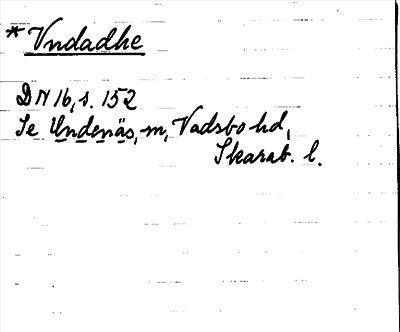 * Vndadhe
DN 16, s. 152
Se Undenäs, -m, Vadsbo hd,
Skarab. l.